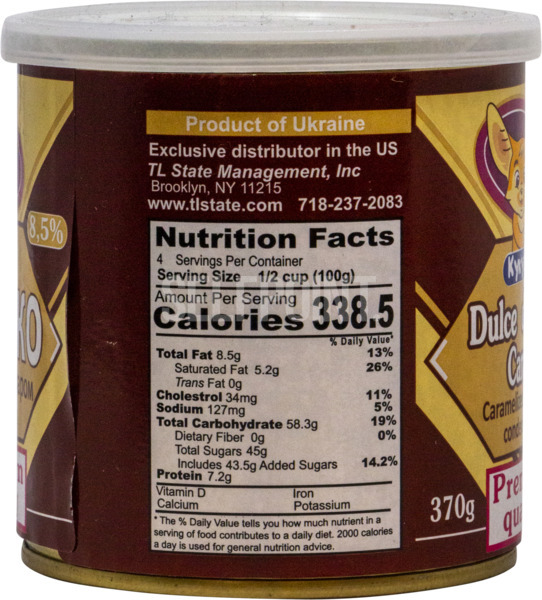 Product of Ukraine
Exclusive distributor in the US
TL State Management, Inc
Brooklyn, NY 11215
www.tlstate.com 718-237-2083
Nutrition Facts
4 Servings Per Container
Serving Size 1/2 cup (100g)
Amount Per Serving
Calories 338.5
% Daily Value*
Total Fat 8.5g 13%
Saturated Fat 5.2g 26%
Trans Fat 0g
Cholestrol 34mg 11%
Sodium 127mg 5%
Total Carbohydrate 58.3g 19%
Dietary Fiber 0g 0%
Total Sugars 45g
Includes 43.5g Added Sugars 14.2%
Protein 7.2g
Vitamin D Iron
Calcium Potassium
* The % Daily Value tells you how much nutrient in a
serving of food contributes to a daily diet. 2000 calories
a day is used for general nutrition advice.
8,5%
370g
Dulce